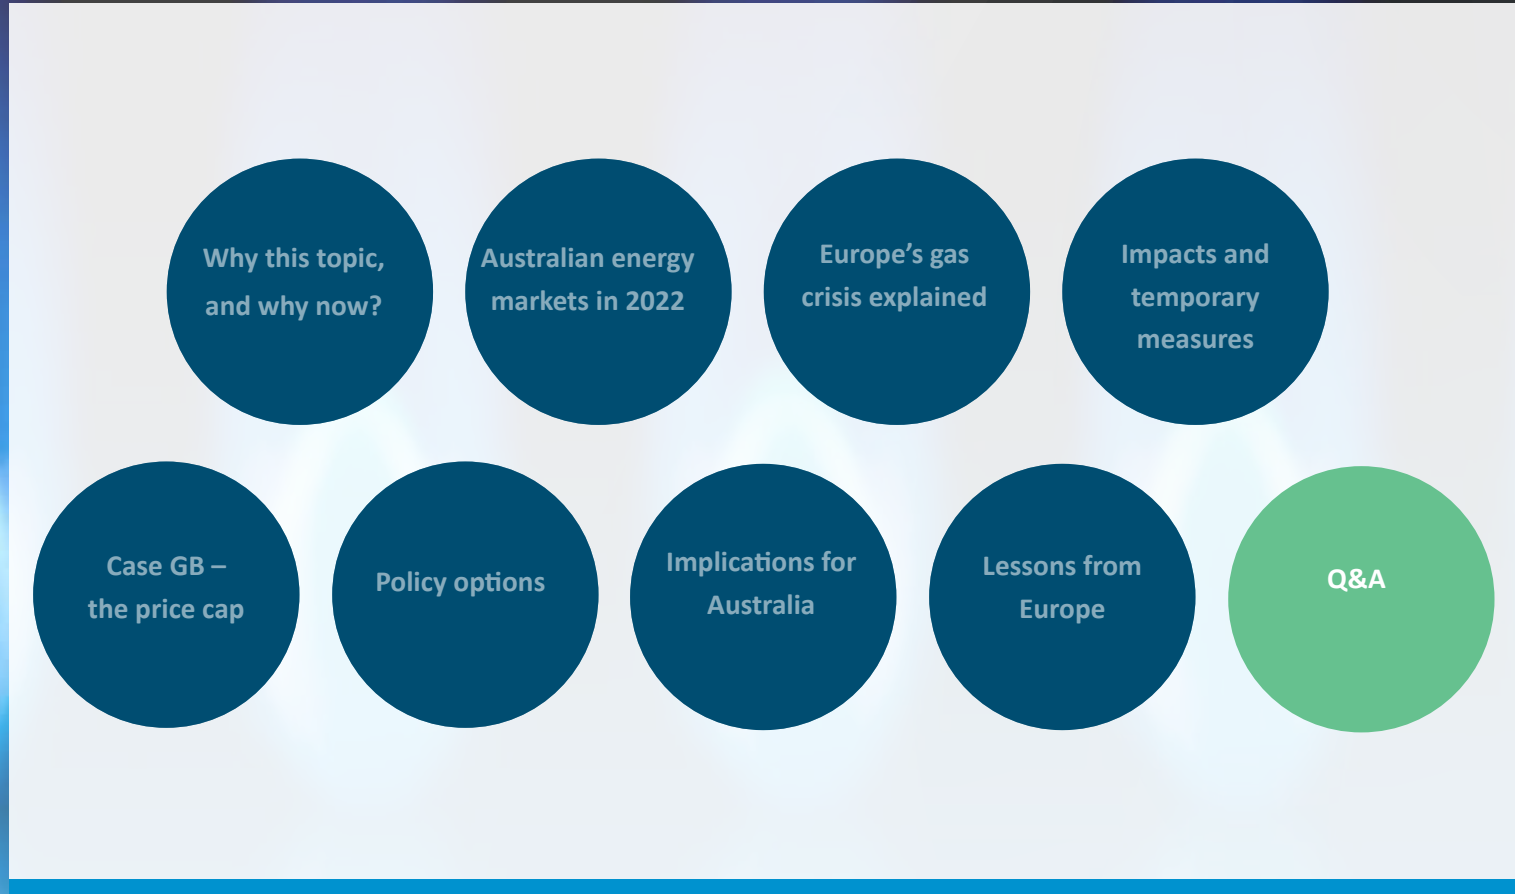 Why this topic,
and why now?
Australian energy
markets in 2022
Europe’s gas
crisis explained
Impacts and
temporary
measures
Case GB –
the price cap
Policy options
Implications for
Australia
Lessons from
Europe
Q&A